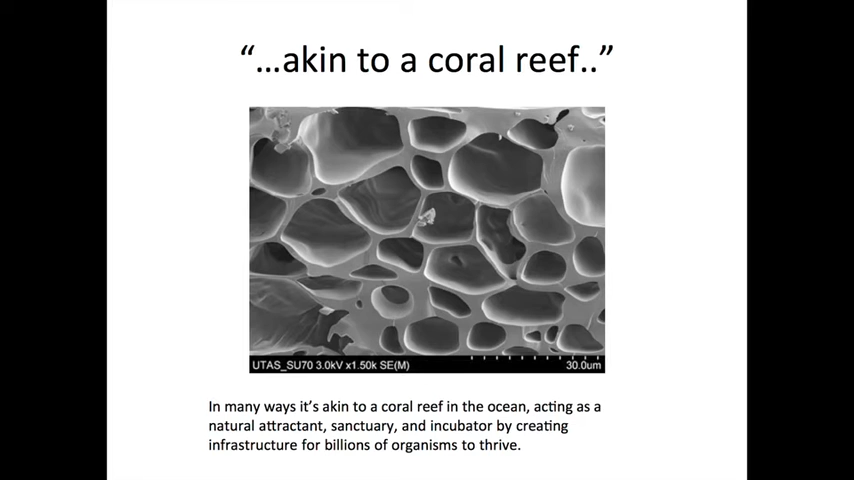 “...akin to a coral reef..”
UTAS_SU70 3.0kV x1.50k SE(M)
30.0um
In many ways it’s akin to a coral reef in the ocean, acting as a
natural attractant, sanctuary, and incubator by creating
infrastructure for billions of organisms to thrive.